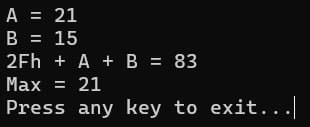 A = 21
B = 15
2Fh + A + B = 83
Max = 21
Press any key to exit...